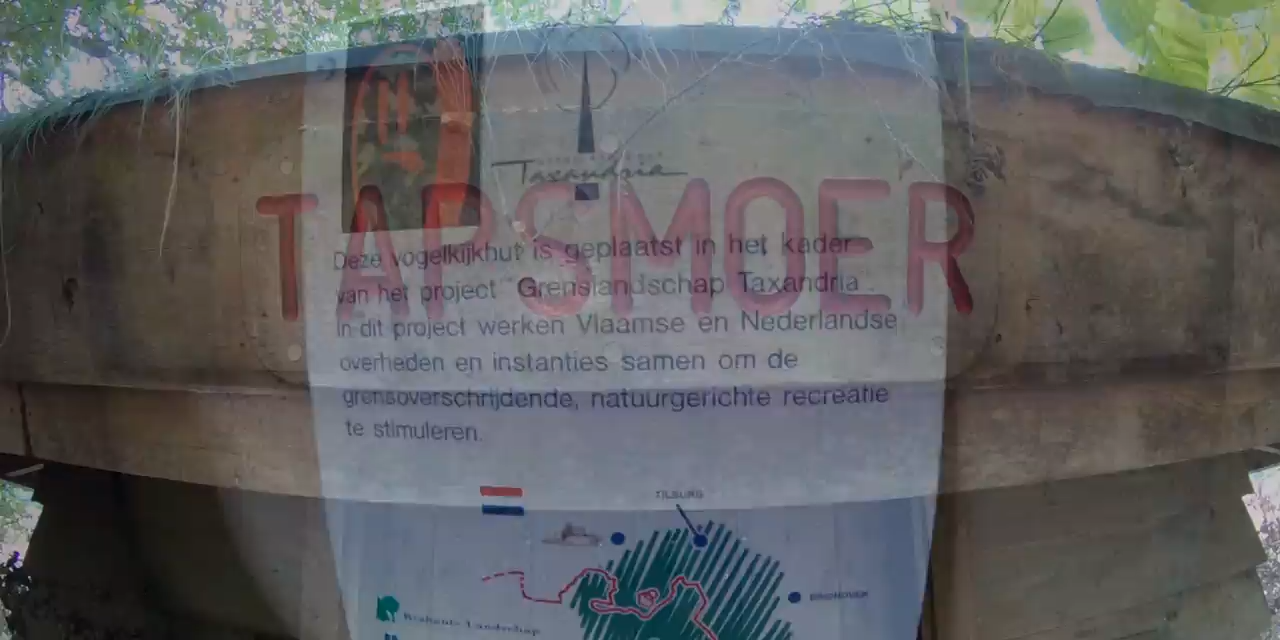 Taxandria
TAPSMOER
Deze vogelkijkhut is geplaatst in het kader
van het project "Grenslandschap Taxandria".
In dit project werken Vlaamse en Nederlandse
overheden en instanties samen om de
grensoverschrijdende, natuurgerichte recreatie
te stimuleren.
TILBURG
EINDHOVEN
Brabants Landschap